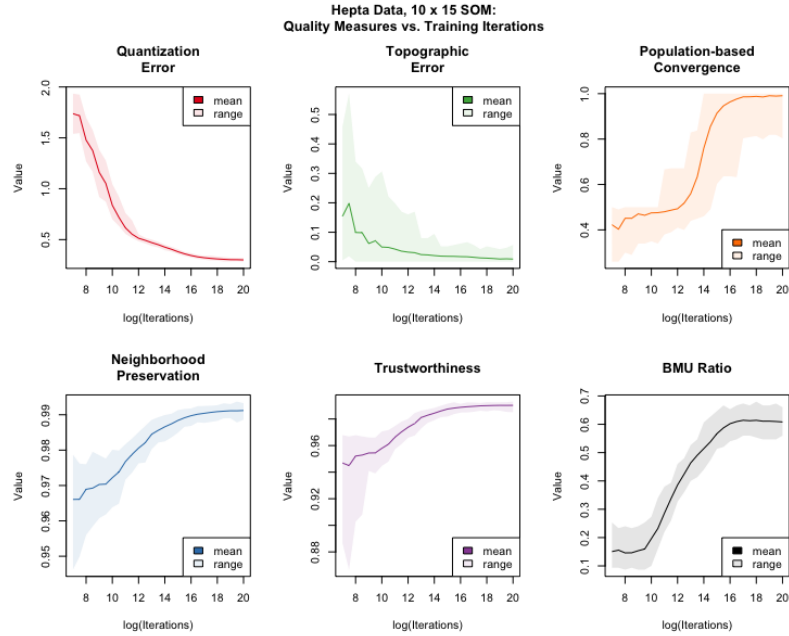 Hepta Data, 10 x 15 SOM:
Quality Measures vs. Training Iterations
Quantization
Error
Value
2.0
1.5
1.0
0.5
mean
range
8 10 12 14 16 18 20
log(Iterations)
Topographic
Error
Value
0.5
0.4
0.3
0.2
0.1
0.0
mean
range
8 10 12 14 16 18 20
log(Iterations)
Population-based
Convergence
Value
1.0
0.8
0.6
0.4
mean
range
8 10 12 14 16 18 20
log(Iterations)
Neighborhood
Preservation
Value
0.99
0.98
0.97
0.96
0.95
mean
range
8 10 12 14 16 18 20
log(Iterations)
Trustworthiness
Value
0.96
0.92
0.88
mean
range
8 10 12 14 16 18 20
log(Iterations)
BMU Ratio
Value
0.7
0.6
0.5
0.4
0.3
0.2
0.1
mean
range
8 10 12 14 16 18 20
log(Iterations)